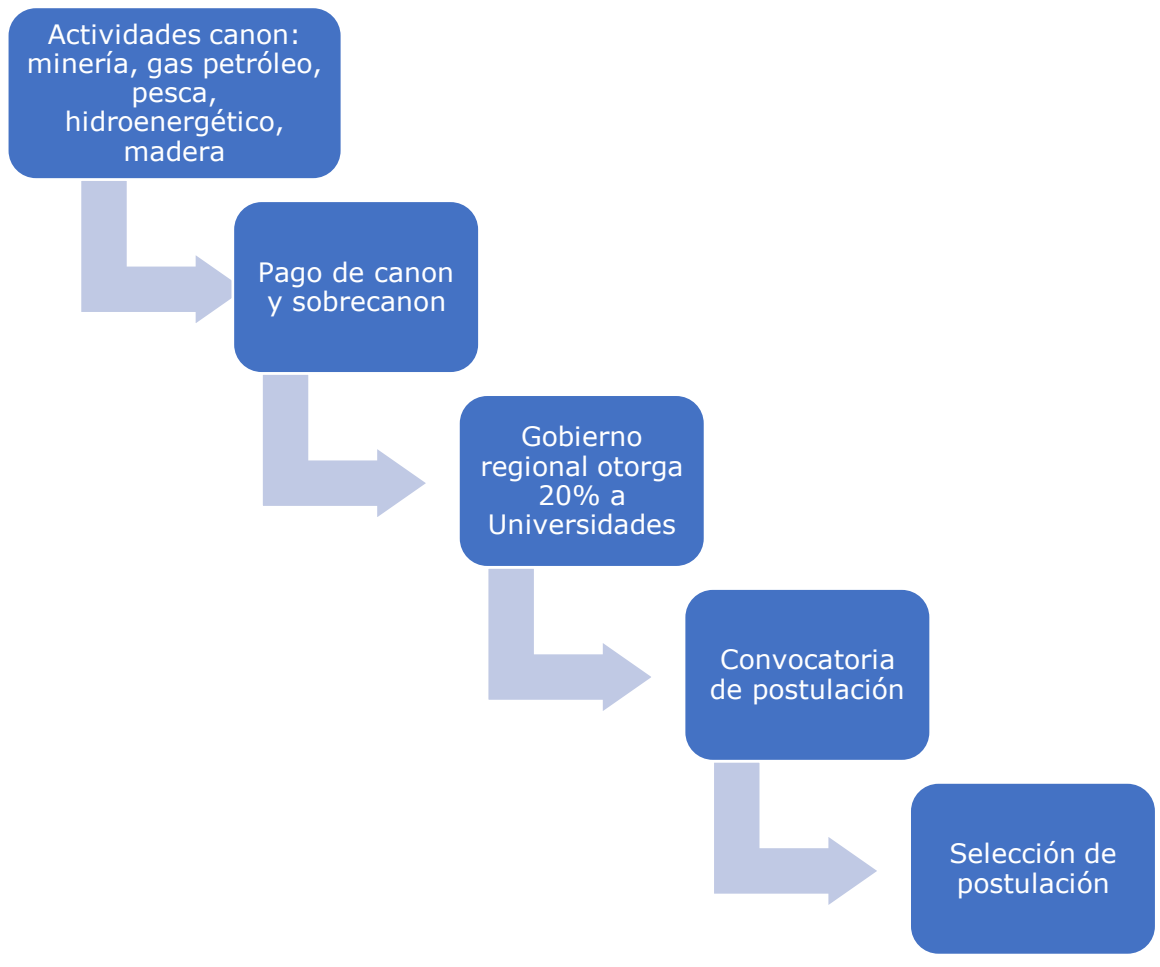 Actividades canon:
minería, gas petróleo,
pesca,
hidroenergético,
madera
Pago de canon
y sobrecanon
Gobierno
regional otorga
20% a
Universidades
Convocatoria
de postulación
Selección de
postulación